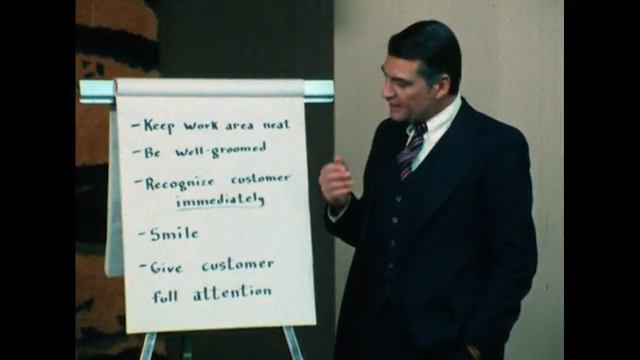 - Keep work area neat
- Be well-groomed
- Recognize customer
immediately
- Smile
- Give customer
full attention